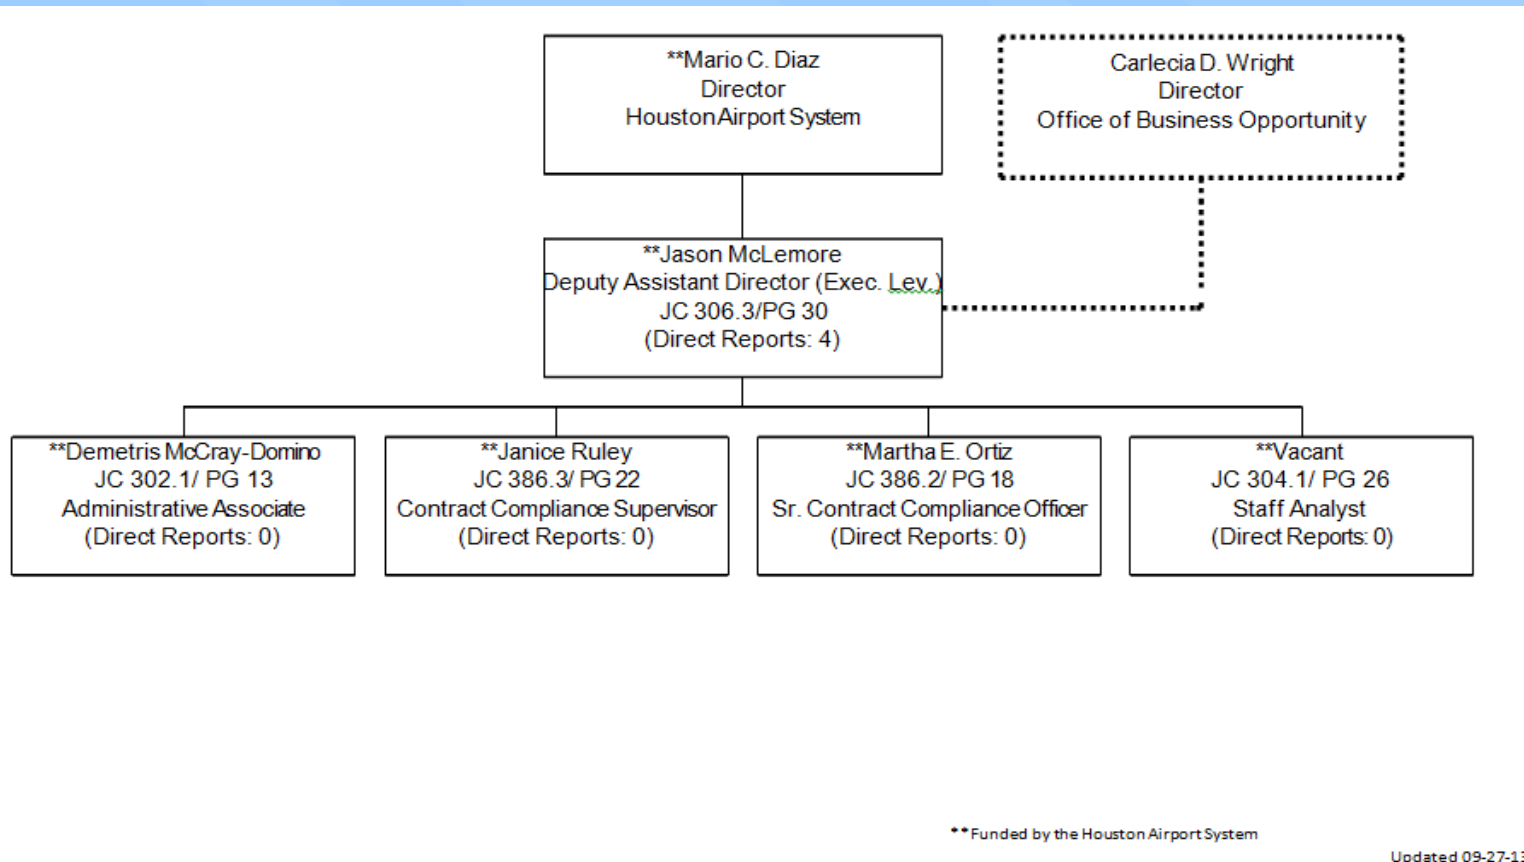 **Mario C. Diaz
Director
Houston Airport System
Carlecia D. Wright
Director
Office of Business Opportunity
**Jason McLemore
Deputy Assistant Director (Exec. Lev.)
JC 306.3/PG 30
(Direct Reports: 4)
**Demetris McCray-Domino
JC 302.1/ PG 13
Administrative Associate
(Direct Reports: 0)
**Janice Ruley
JC 386.3/ PG 22
Contract Compliance Supervisor
(Direct Reports: 0)
**Martha E. Ortiz
JC 386.2/ PG 18
Sr. Contract Compliance Officer
(Direct Reports: 0)
**Vacant
JC 304.1/ PG 26
Staff Analyst
(Direct Reports: 0)
**Funded by the Houston Airport System
Updated 09-27-13